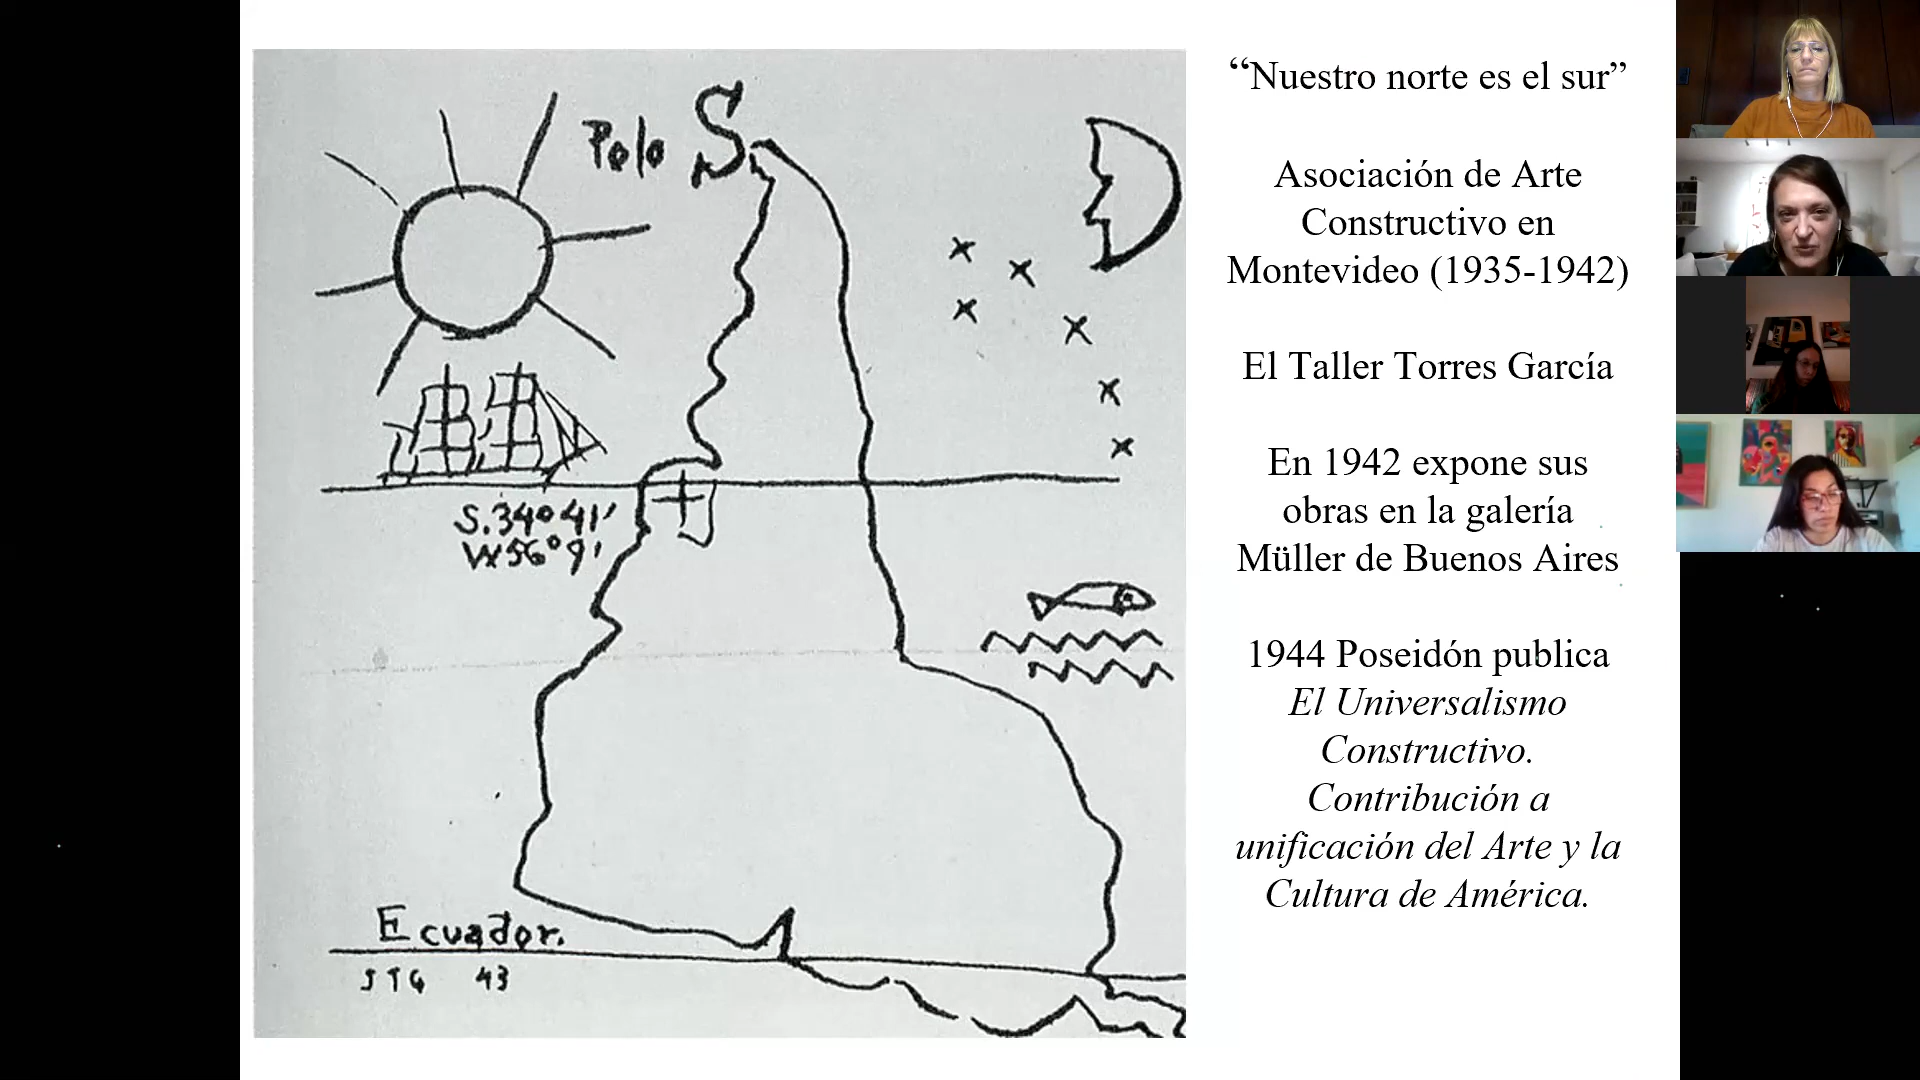 Polo S
S. 34º 41'
W 56º 9'
Ecuador.
JTG 43
“Nuestro norte es el sur”
Asociación de Arte
Constructivo en
Montevideo (1935-1942)
El Taller Torres García
En 1942 expone sus
obras en la galería
Müller de Buenos Aires
1944 Poseidón publica
El Universalismo
Constructivo.
Contribución a
unificación del Arte y la
Cultura de América.